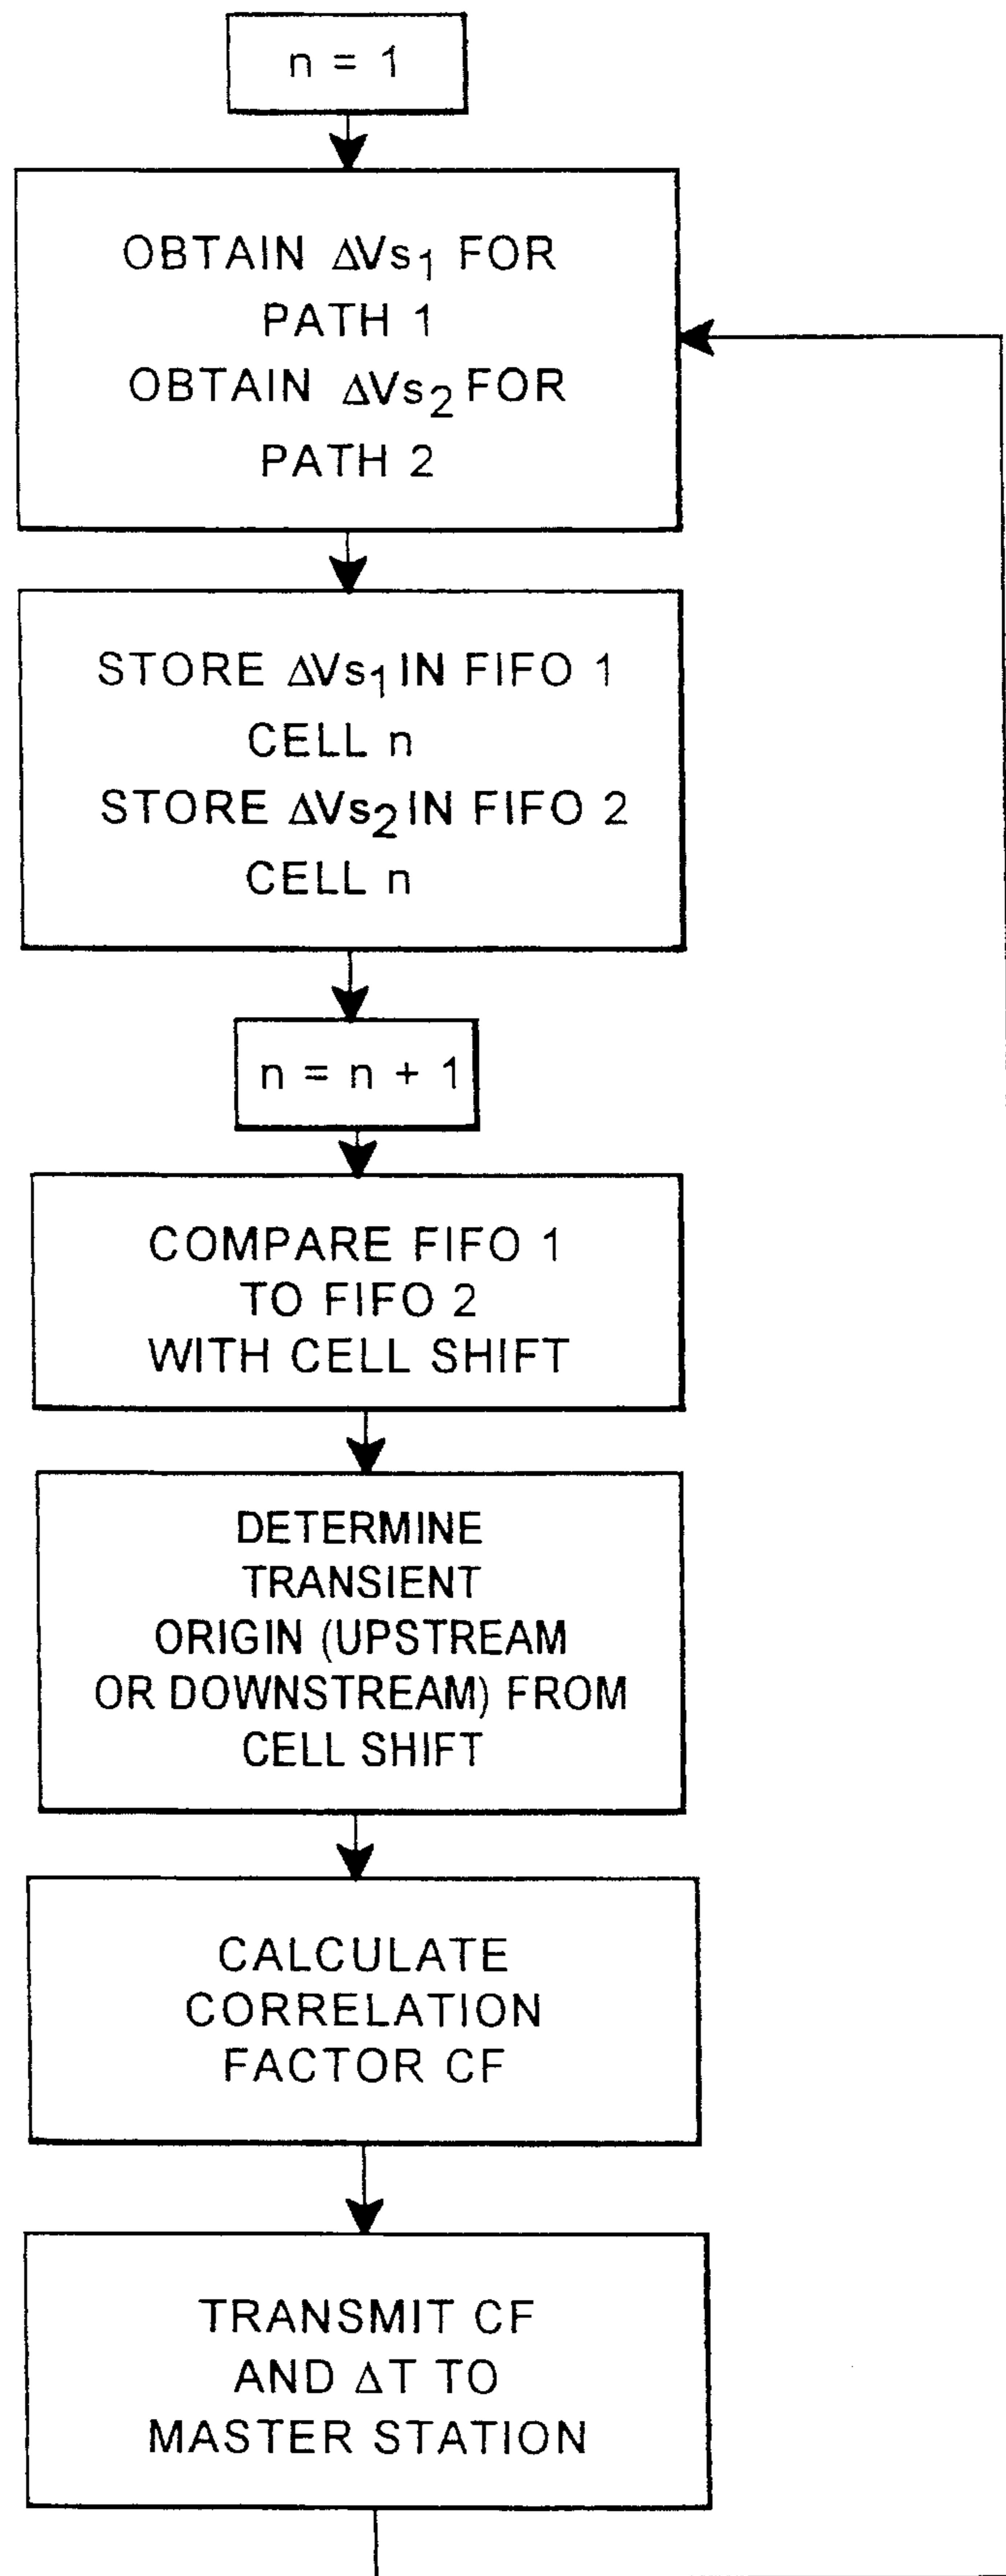 n = 1
OBTAIN ΔVs₁ FOR
PATH 1
OBTAIN ΔVs₂ FOR
PATH 2
STORE ΔVs₁ IN FIFO 1
CELL n
STORE ΔVs₂ IN FIFO 2
CELL n
n = n + 1
COMPARE FIFO 1
TO FIFO 2
WITH CELL SHIFT
DETERMINE
TRANSIENT
ORIGIN (UPSTREAM
OR DOWNSTREAM) FROM
CELL SHIFT
CALCULATE
CORRELATION
FACTOR CF
TRANSMIT CF
AND ΔT TO
MASTER STATION